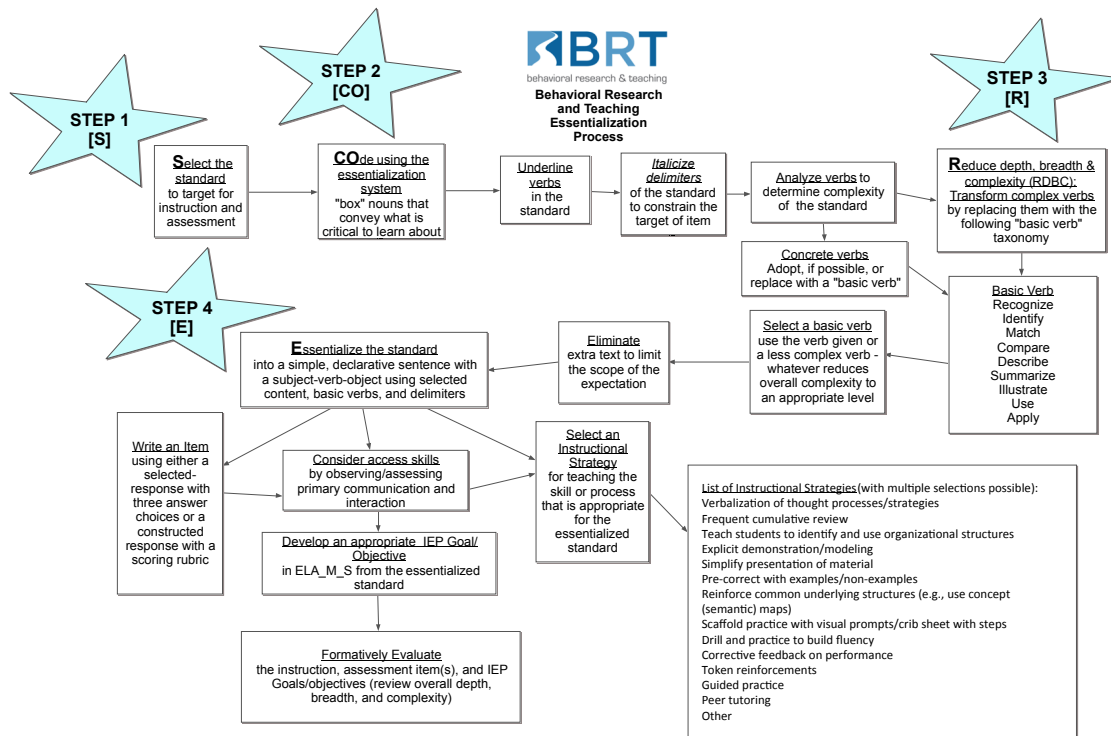 STEP 1
[S]
STEP 2
[CO]
BRT
behavioral research & teaching
Behavioral Research
and Teaching
Essentialization
Process
STEP 3
[R]
Select the
standard
to target for
instruction and
assessment
COde using the
essentialization
system
"box" nouns that
convey what is
critical to learn about
Underline
verbs
in the
standard
Italicize
delimiters
of the standard
to constrain the
target of item
Analyze verbs to
determine complexity
of the standard
Reduce depth, breadth &
complexity (RDBC):
Transform complex verbs
by replacing them with the
following "basic verb"
taxonomy
Concrete verbs
Adopt, if possible, or
replace with a "basic verb"
Basic Verb
Recognize
Identify
Match
Compare
Describe
Summarize
Illustrate
Use
Apply
Select a basic verb
use the verb given or
a less complex verb -
whatever reduces
overall complexity to
an appropriate level
Eliminate
extra text to limit
the scope of the
expectation
STEP 4
[E]
Essentialize the standard
into a simple, declarative sentence with
a subject-verb-object using selected
content, basic verbs, and delimiters
Write an Item
using either a
selected-
response with
three answer
choices or a
constructed
response with a
scoring rubric
Consider access skills
by observing/assessing
primary communication and
interaction
Select an
Instructional
Strategy
for teaching the
skill or process
that is appropriate
for the
essentialized
standard
Develop an appropriate IEP Goal/
Objective
in ELA_M_S from the essentialized
standard
Formatively Evaluate
the instruction, assessment item(s), and IEP
Goals/objectives (review overall depth,
breadth, and complexity)
List of Instructional Strategies(with multiple selections possible):
Verbalization of thought processes/strategies
Frequent cumulative review
Teach students to identify and use organizational structures
Explicit demonstration/modeling
Simplify presentation of material
Pre-correct with examples/non-examples
Reinforce common underlying structures (e.g., use concept
(semantic) maps)
Scaffold practice with visual prompts/crib sheet with steps
Drill and practice to build fluency
Corrective feedback on performance
Token reinforcements
Guided practice
Peer tutoring
Other